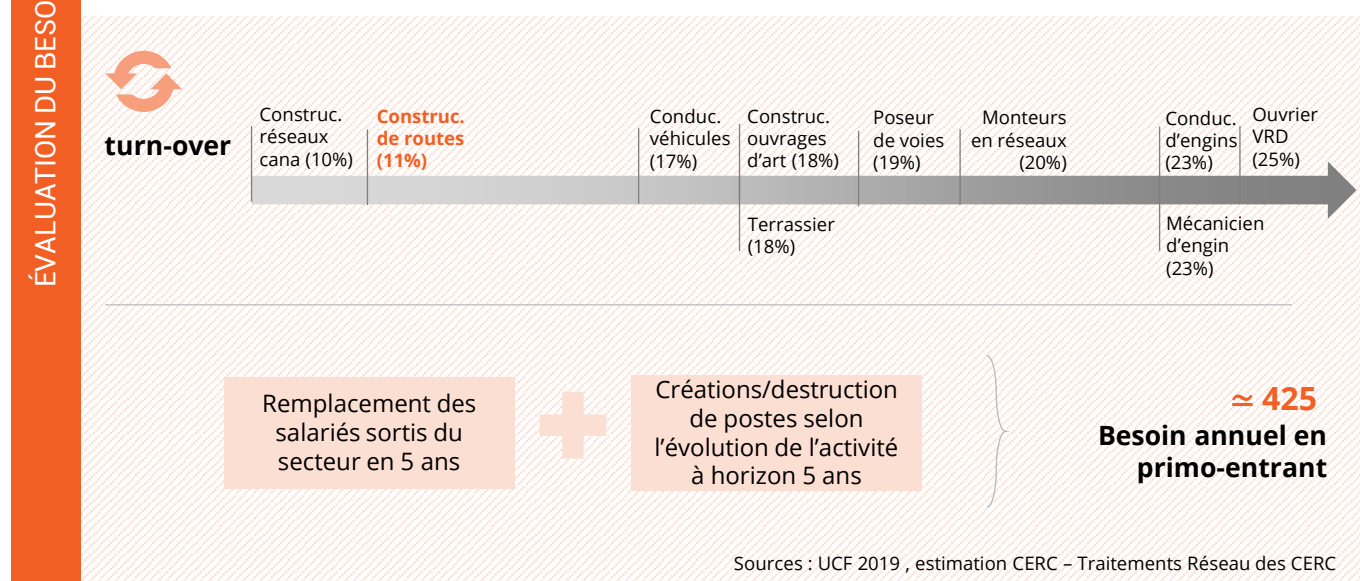 ÉVALUATION DU BESO
turn-over
Construc.
réseaux
cana (10%)
Construc.
de routes
(11%)
Conduc.
véhicules
(17%)
Construc.
ouvrages
d'art (18%)
Poseur
de voies
(19%)
Monteurs
en réseaux
(20%)
Conduc.
d'engins
(23%)
Ouvrier
VRD
(25%)
Terrassier
(18%)
Mécanicien
d'engin
(23%)
Remplacement des
salariés sortis du
secteur en 5 ans
Créations/destruction
de postes selon
l'évolution de l'activité
à horizon 5 ans
≃ 425
Besoin annuel en
primo-entrant
Sources : UCF 2019 , estimation CERC – Traitements Réseau des CERC